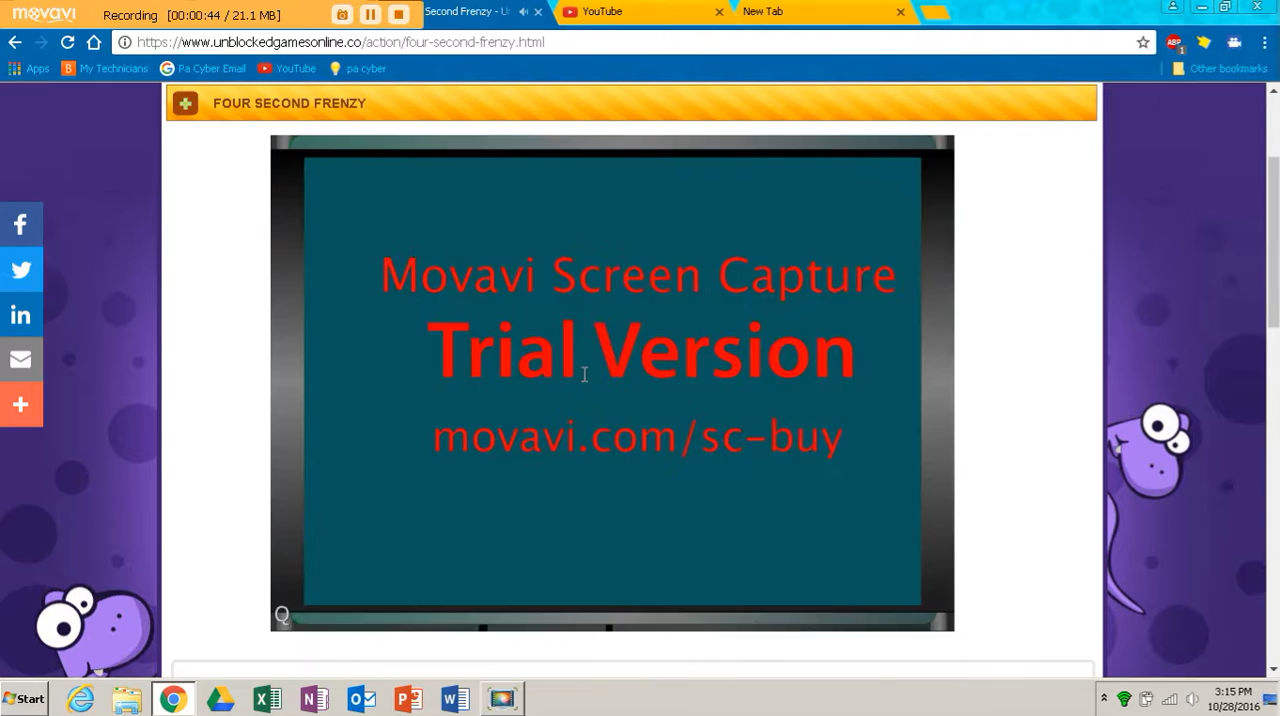 movavi Recording [00:00:44 / 21.1 MB]
Second Frenzy - U
YouTube
New Tab
https://www.unblockedgamesonline.co/action/four-second-frenzy.html
ABP 1
Apps
My Technicians
Pa Cyber Email
YouTube
pa cyber
Other bookmarks
FOUR SECOND FRENZY
Movavi Screen Capture
Trial Version
movavi.com/sc-buy
Q
Start
3:15 PM
10/28/2016